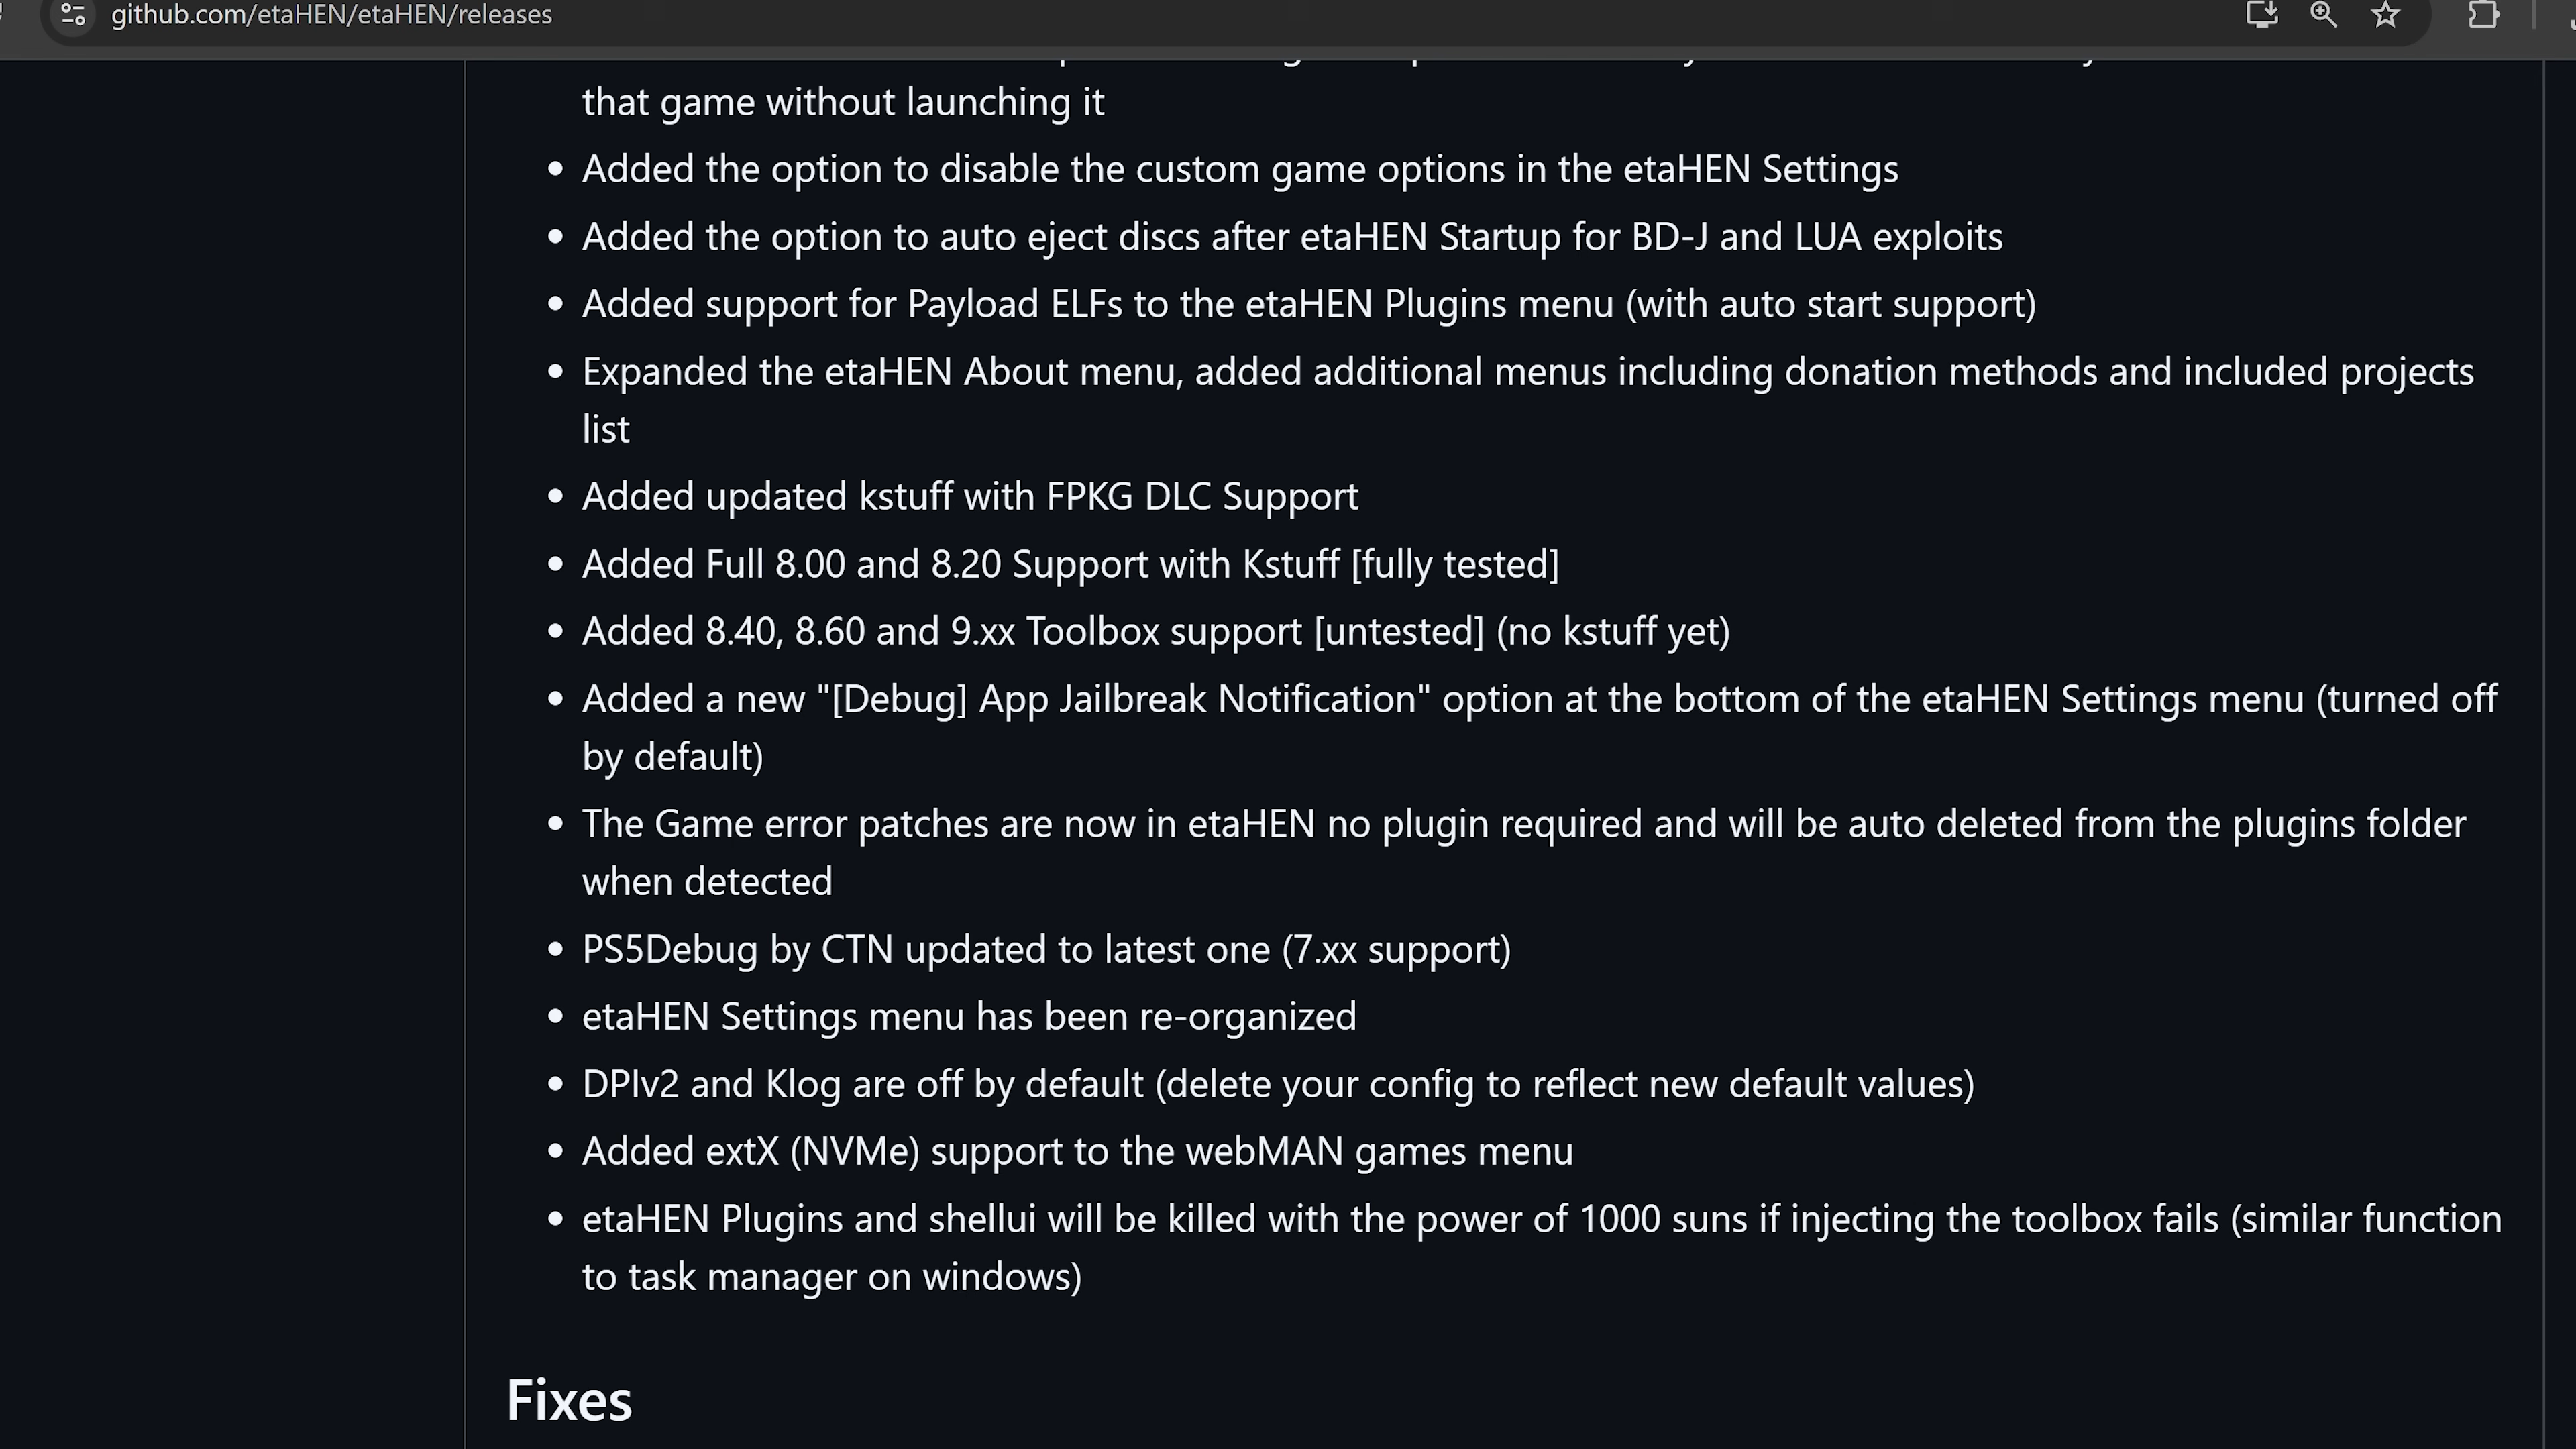 github.com/etaHEN/etaHEN/releases
that game without launching it
• Added the option to disable the custom game options in the etaHEN Settings
• Added the option to auto eject discs after etaHEN Startup for BD-J and LUA exploits
• Added support for Payload ELFs to the etaHEN Plugins menu (with auto start support)
• Expanded the etaHEN About menu, added additional menus including donation methods and included projects
list
• Added updated kstuff with FPKG DLC Support
• Added Full 8.00 and 8.20 Support with Kstuff [fully tested]
• Added 8.40, 8.60 and 9.xx Toolbox support [untested] (no kstuff yet)
• Added a new "[Debug] App Jailbreak Notification" option at the bottom of the etaHEN Settings menu (turned off
by default)
• The Game error patches are now in etaHEN no plugin required and will be auto deleted from the plugins folder
when detected
• PS5Debug by CTN updated to latest one (7.xx support)
• etaHEN Settings menu has been re-organized
• DPIv2 and Klog are off by default (delete your config to reflect new default values)
• Added extX (NVMe) support to the webMAN games menu
• etaHEN Plugins and shellui will be killed with the power of 1000 suns if injecting the toolbox fails (similar function
to task manager on windows)
Fixes